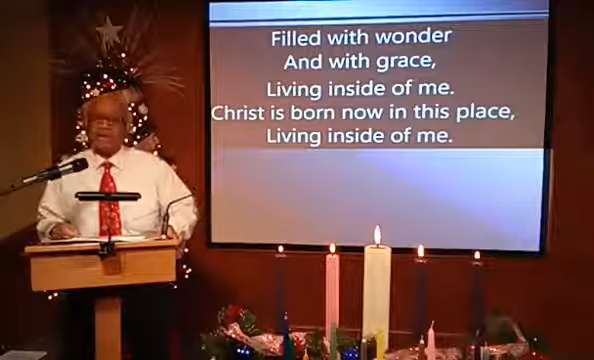 Filled with wonder
And with grace,
Living inside of me.
Christ is born now in this place,
Living inside of me.